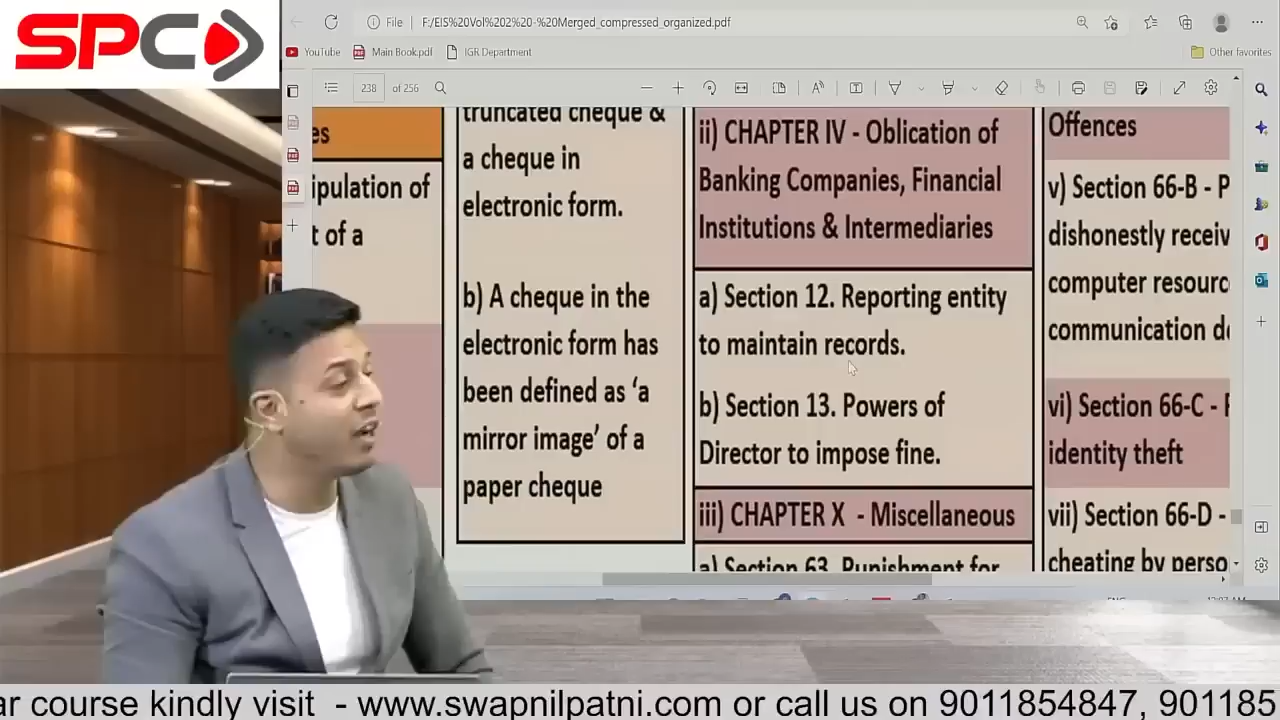 SPC
File F:/EIS%20Vol%202%20-%20Merged_compressed_organized.pdf
YouTube Main Book.pdf IGR Department Other favorites
238 of 256
es
ipulation of
t of a
truncated cheque &
a cheque in
electronic form.
b) A cheque in the
electronic form has
been defined as ‘a
mirror image’ of a
paper cheque
ii) CHAPTER IV - Oblication of
Banking Companies, Financial
Institutions & Intermediaries
a) Section 12. Reporting entity
to maintain records.
b) Section 13. Powers of
Director to impose fine.
iii) CHAPTER X - Miscellaneous
a) Section 63. Punishment for
Offences
v) Section 66-B - P
dishonestly receiv
computer resourc
communication de
vi) Section 66-C -
identity theft
vii) Section 66-D -
cheating by perso
ar course kindly visit - www.swapnilpatni.com or call us on 9011854847, 901185